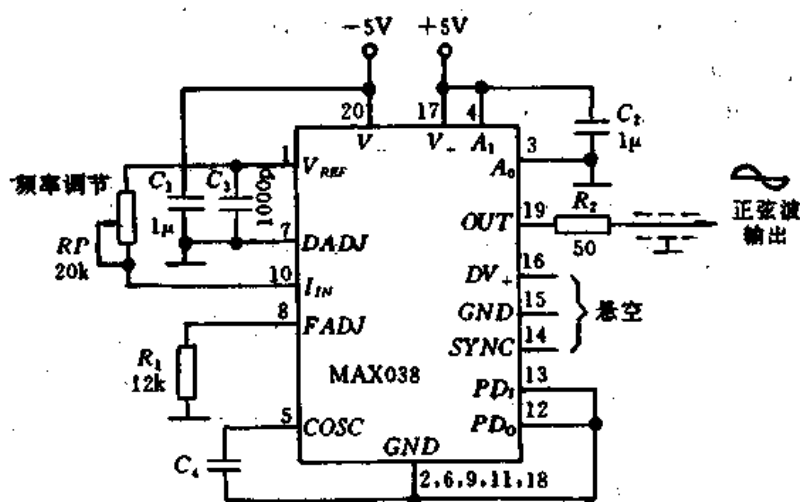 -5V
+5V
20
17
4
V-
V+
A1
C2
1μ
3
A0
1
VREF
频率调节
C1
C3
1μ
1000p
R2
正弦波
输出
19
OUT
50
7
DADJ
RP
20k
16
DV+
10
IIN
15
GND
悬空
8
FADJ
14
SYNC
R1
12k
MAX038
13
PD1
12
PD0
5
COSC
GND
C4
2,6,9,11,18